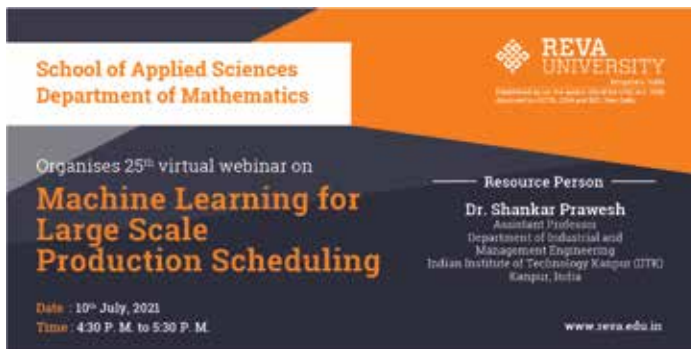 School of Applied Sciences
Department of Mathematics
REVA
UNIVERSITY
Bengaluru, India
Organises 25th virtual webinar on
Machine Learning for
Large Scale
Production Scheduling
Date : 10th July, 2021
Time : 4:30 P. M. to 5:30 P. M.
Resource Person
Dr. Shankar Prawesh
Assistant Professor
Department of Industrial and
Management Engineering
Indian Institute of Technology Kanpur (IITK)
Kanpur, India
www.reva.edu.in